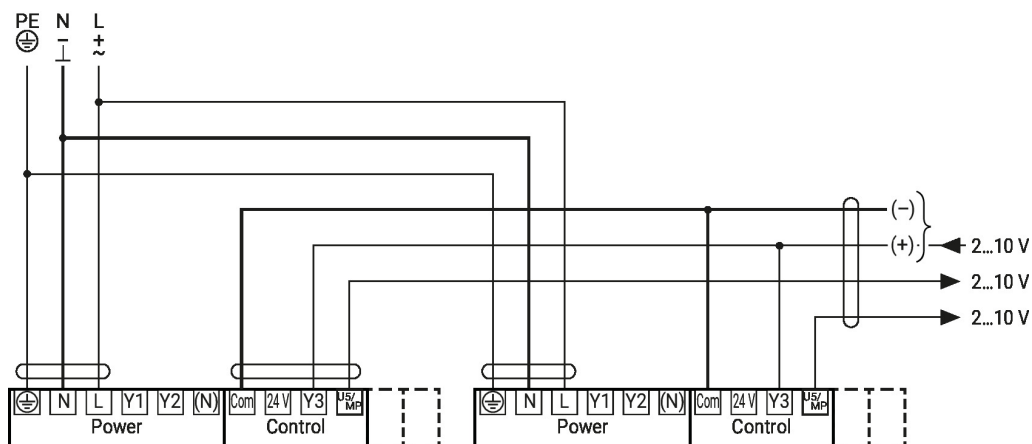 PE N L
– +
⊥ ~
(–)
(+) 2...10 V
2...10 V
2...10 V
N L Y1 Y2 (N) Com 24 V Y3 U5/MP N L Y1 Y2 (N) Com 24 V Y3 U5/MP
Power Control Power Control